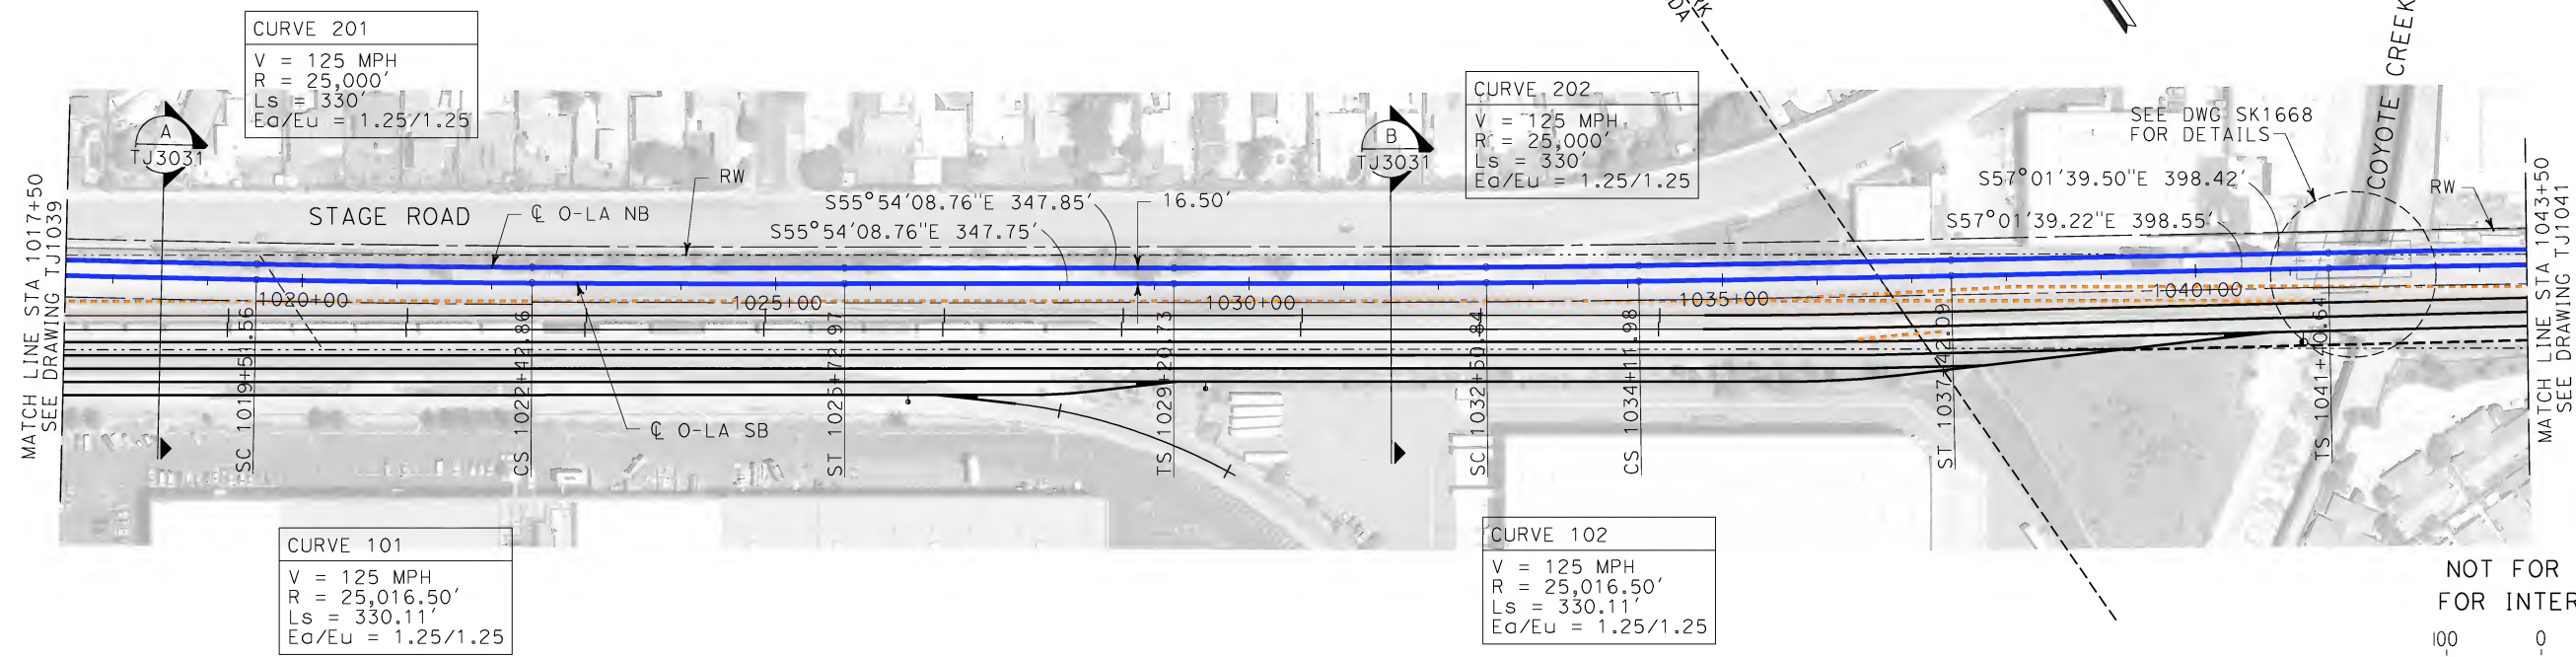 CURVE 201
V = 125 MPH
R = 25,000'
Ls = 330'
Ea/Eu = 1.25/1.25
CURVE 202
V = 125 MPH
R = 25,000'
Ls = 330'
Ea/Eu = 1.25/1.25
A
TJ3031
B
TJ3031
SEE DWG SK1668
FOR DETAILS
COYOTE CREEK
RW
RW
STAGE ROAD
℄ O-LA NB
S55°54'08.76"E 347.85'
S55°54'08.76"E 347.75'
16.50'
S57°01'39.50"E 398.42'
S57°01'39.22"E 398.55'
MATCH LINE STA 1017+50
SEE DRAWING TJ1039
1020+00
1025+00
1030+00
1035+00
1040+00
MATCH LINE STA 1043+50
SEE DRAWING TJ1041
SC 1019+51.56
CS 1022+42.86
ST 1025+72.97
TS 1029+20.73
SC 1032+50.84
CS 1034+11.98
ST 1037+42.09
TS 1041+40.64
℄ O-LA SB
CURVE 101
V = 125 MPH
R = 25,016.50'
Ls = 330.11'
Ea/Eu = 1.25/1.25
CURVE 102
V = 125 MPH
R = 25,016.50'
Ls = 330.11'
Ea/Eu = 1.25/1.25
NOT FOR
FOR INTER
100 0